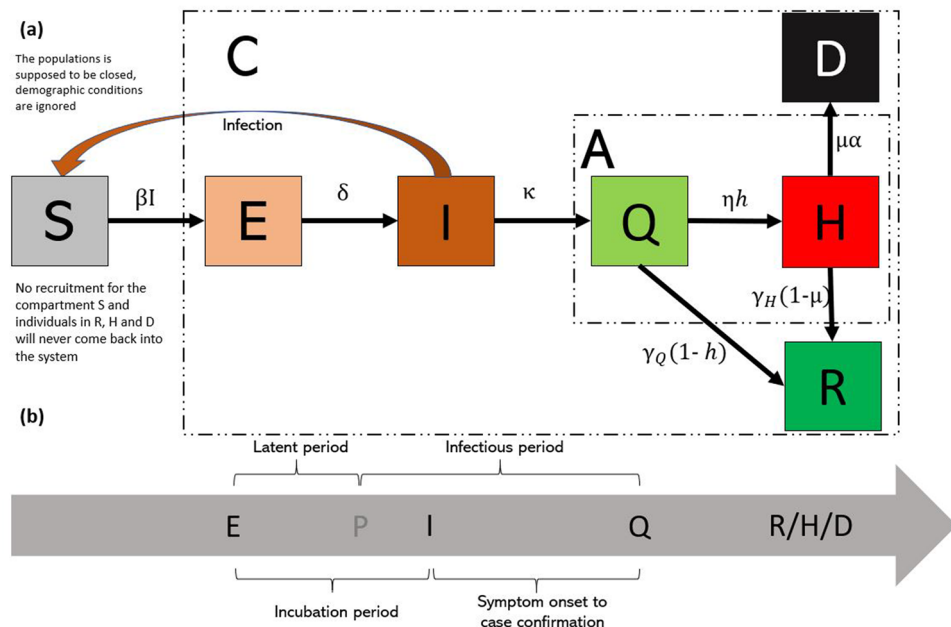 (a)
The populations is
supposed to be closed,
demographic conditions
are ignored
C
D
Infection
A
μα
S
βI
E
δ
I
κ
Q
ηh
H
No recruitment for the
compartment S and
individuals in R, H and D
will never come back into
the system
γ_H(1-μ)
γ_Q(1- h)
R
(b)
Latent period
Infectious period
E
P
I
Q
R/H/D
Incubation period
Symptom onset to
case confirmation